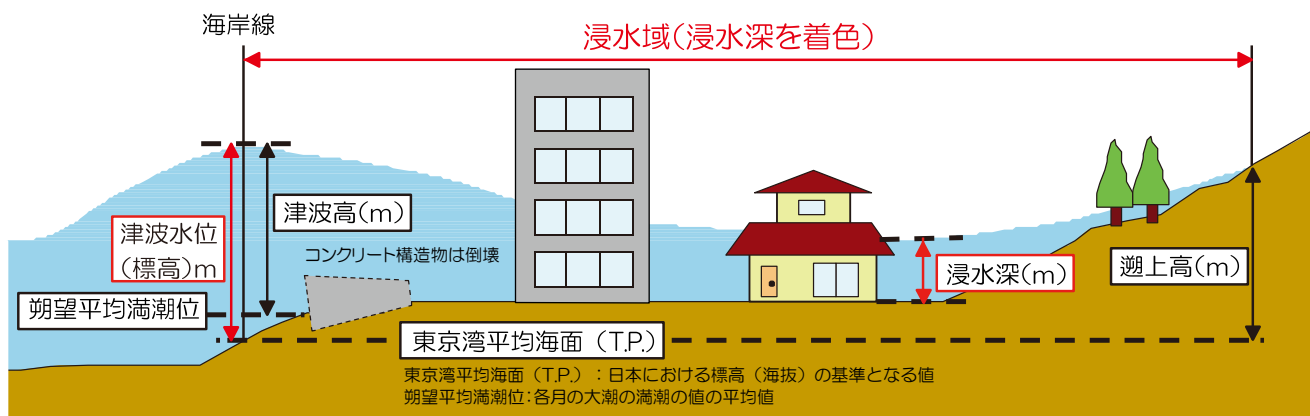 海岸線
浸水域(浸水深を着色)
津波高(m)
津波水位
(標高)m
コンクリート構造物は倒壊
朔望平均満潮位
浸水深(m)
遡上高(m)
東京湾平均海面（T.P.）
東京湾平均海面（T.P.）：日本における標高（海抜）の基準となる値
朔望平均満潮位：各月の大潮の満潮の値の平均値